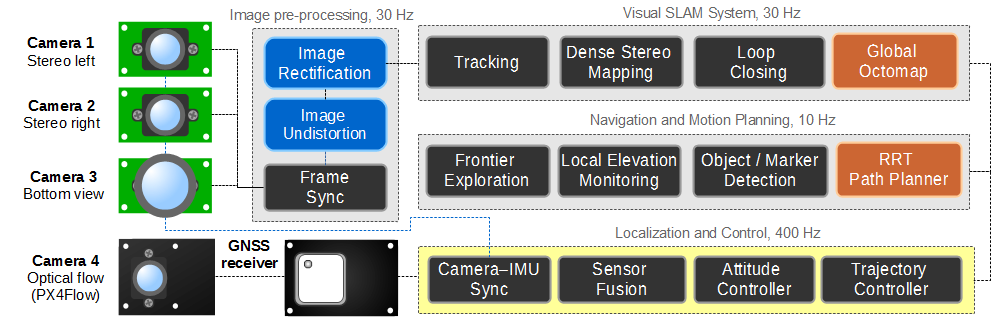 Image pre-processing, 30 Hz
Visual SLAM System, 30 Hz
Camera 1
Stereo left
Image
Rectification
Tracking
Dense Stereo
Mapping
Loop
Closing
Global
Octomap
Camera 2
Stereo right
Image
Undistortion
Navigation and Motion Planning, 10 Hz
Camera 3
Bottom view
Frame
Sync
Frontier
Exploration
Local Elevation
Monitoring
Object / Marker
Detection
RRT
Path Planner
Localization and Control, 400 Hz
Camera 4
Optical flow
(PX4Flow)
GNSS
receiver
Camera–IMU
Sync
Sensor
Fusion
Attitude
Controller
Trajectory
Controller